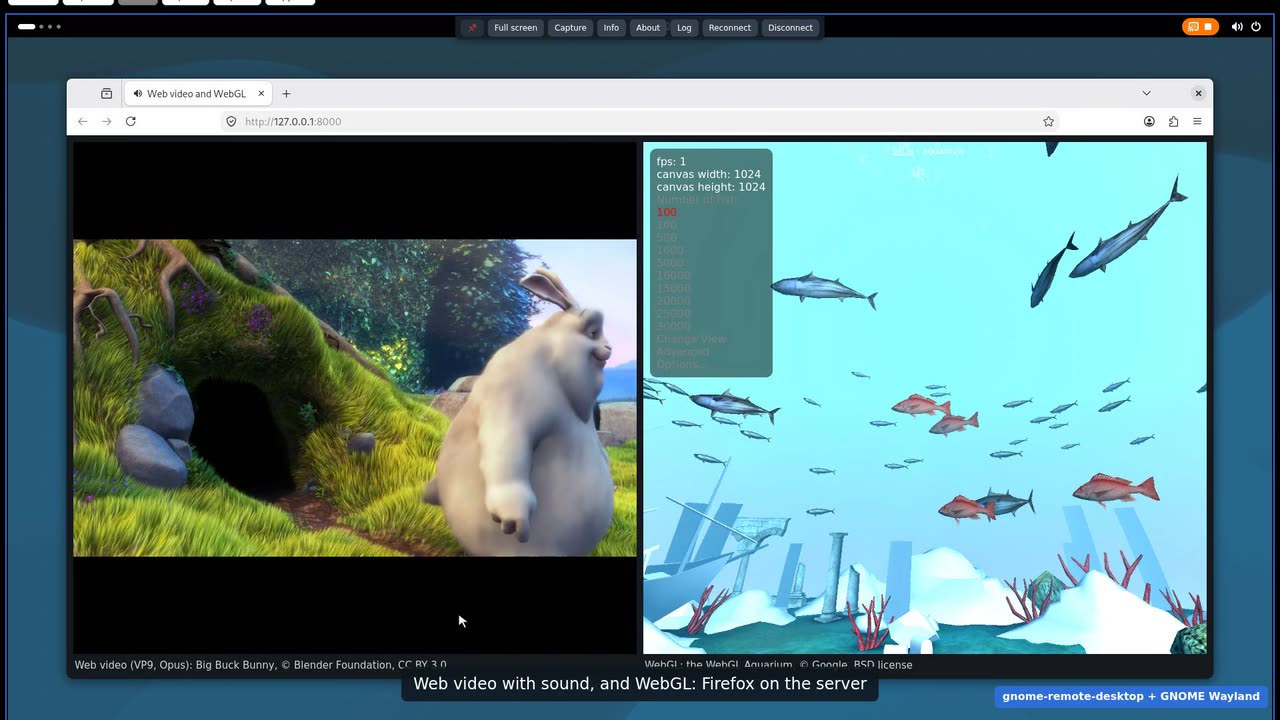 Full screen
Capture
Info
About
Log
Reconnect
Disconnect
Web video and WebGL
http://127.0.0.1:8000
fps: 1
canvas width: 1024
canvas height: 1024
Number of Fish
100
100
500
1000
5000
10000
15000
20000
25000
30000
Change View
Advanced
Options...
Web video (VP9, Opus): Big Buck Bunny, © Blender Foundation, CC BY 3.0
WebGL: the WebGL Aquarium, © Google, BSD license
Web video with sound, and WebGL: Firefox on the server
gnome-remote-desktop + GNOME Wayland